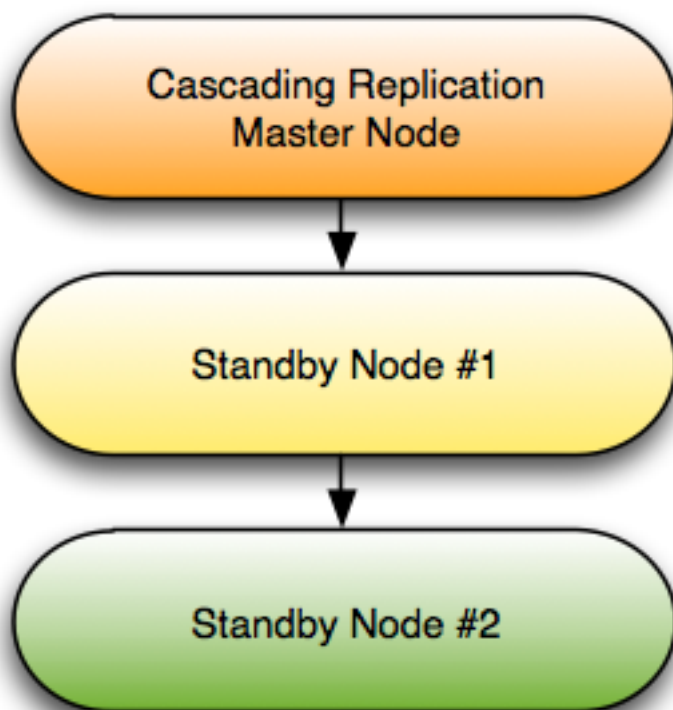 Cascading Replication
Master Node
Standby Node #1
Standby Node #2